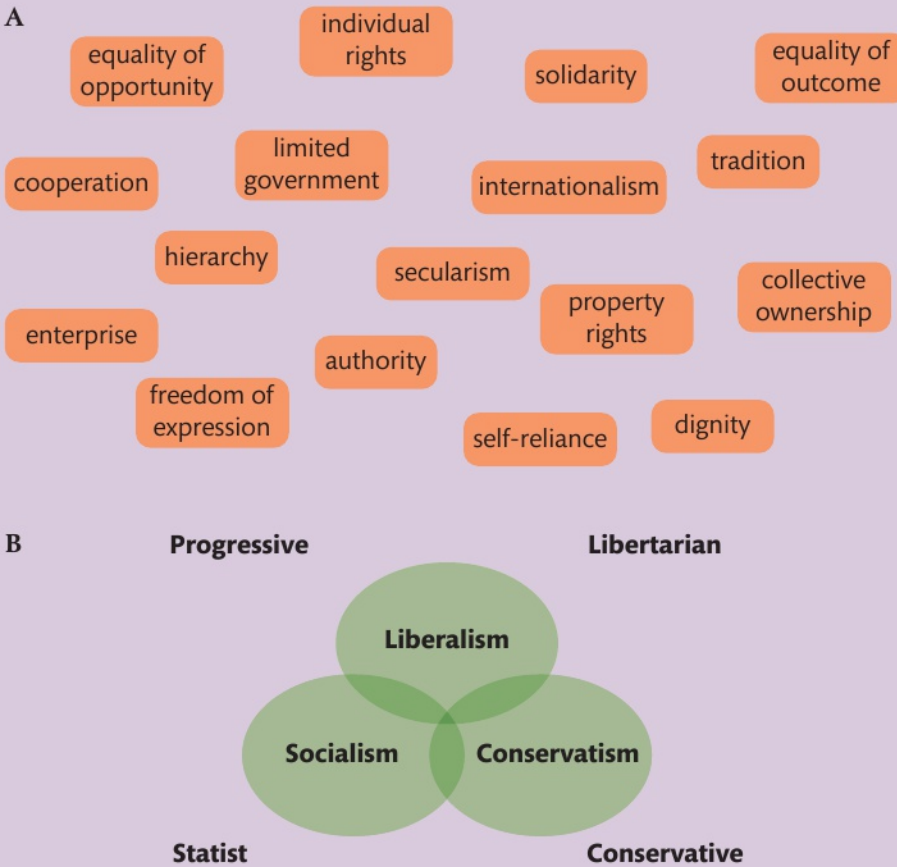 A
individual
rights
equality of
opportunity
solidarity
equality of
outcome
cooperation
limited
government
internationalism
tradition
hierarchy
secularism
property
rights
collective
ownership
enterprise
authority
freedom of
expression
self-reliance
dignity
B
Progressive
Libertarian
Liberalism
Socialism
Conservatism
Statist
Conservative